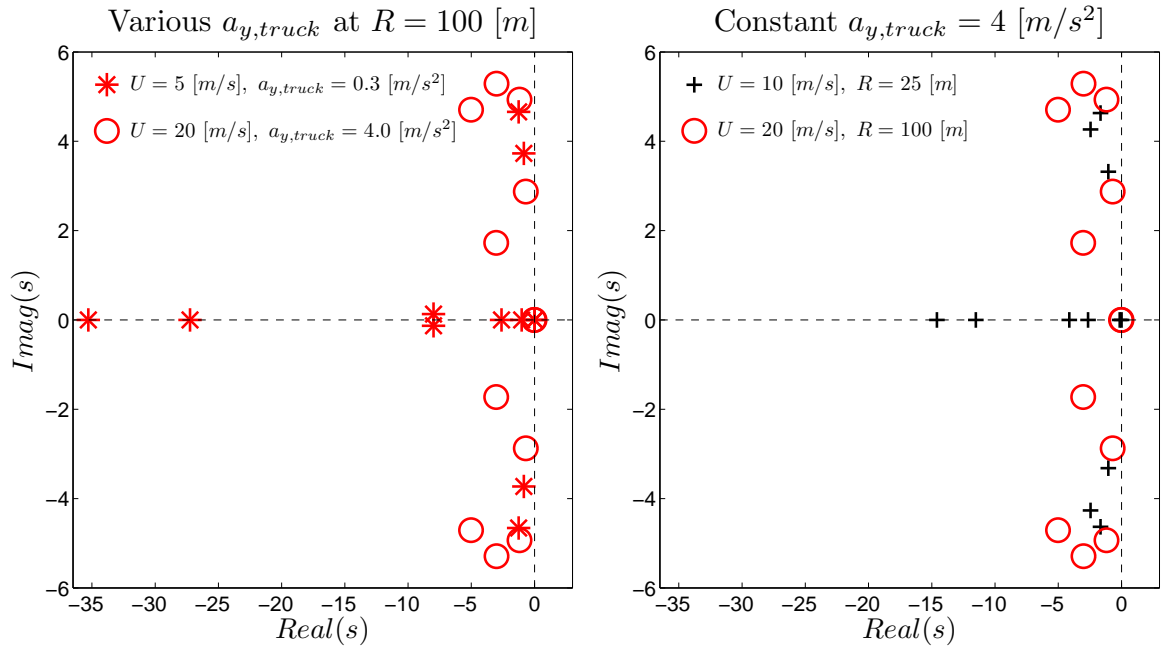 Various a_{y,truck} at R = 100 [m]
U = 5 [m/s], a_{y,truck} = 0.3 [m/s²]
U = 20 [m/s], a_{y,truck} = 4.0 [m/s²]
6
4
2
0
−2
−4
−6
Imag(s)
−35 −30 −25 −20 −15 −10 −5 0
Real(s)
Constant a_{y,truck} = 4 [m/s²]
U = 10 [m/s], R = 25 [m]
U = 20 [m/s], R = 100 [m]
6
4
2
0
−2
−4
−6
Imag(s)
−35 −30 −25 −20 −15 −10 −5 0
Real(s)